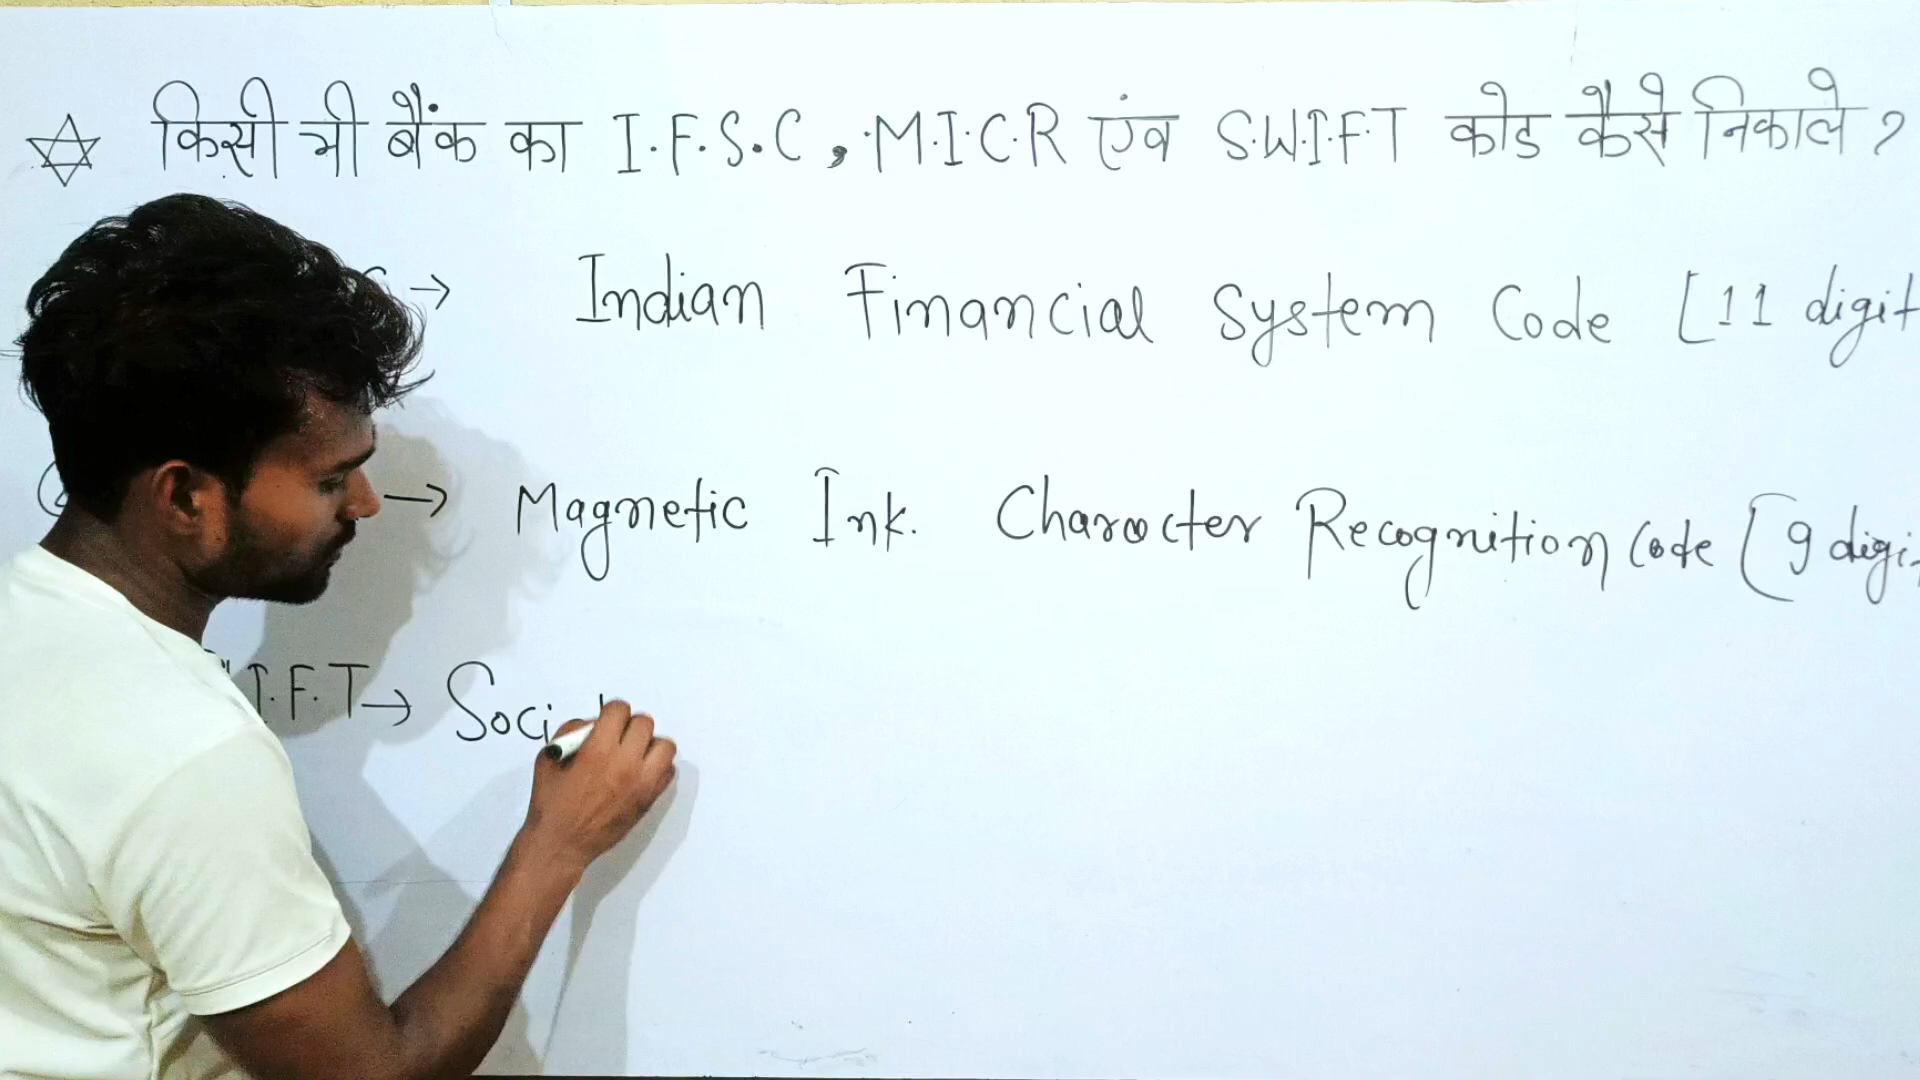 किसी भी बैंक का I.F.S.C, M.I.C.R एंव S.W.I.F.T कोड कैसे निकाले ?
→ Indian Financial System Code [11 digit
→ Magnetic Ink. Character Recognition Code [9 digi
I.F.T → Soci